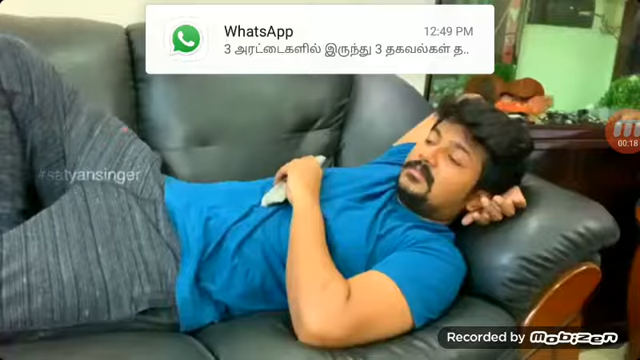 WhatsApp
12:49 PM
3 அரட்டைகளில் இருந்து 3 தகவல்கள் த..
#satyansinger
00:18
Recorded by Mobizen